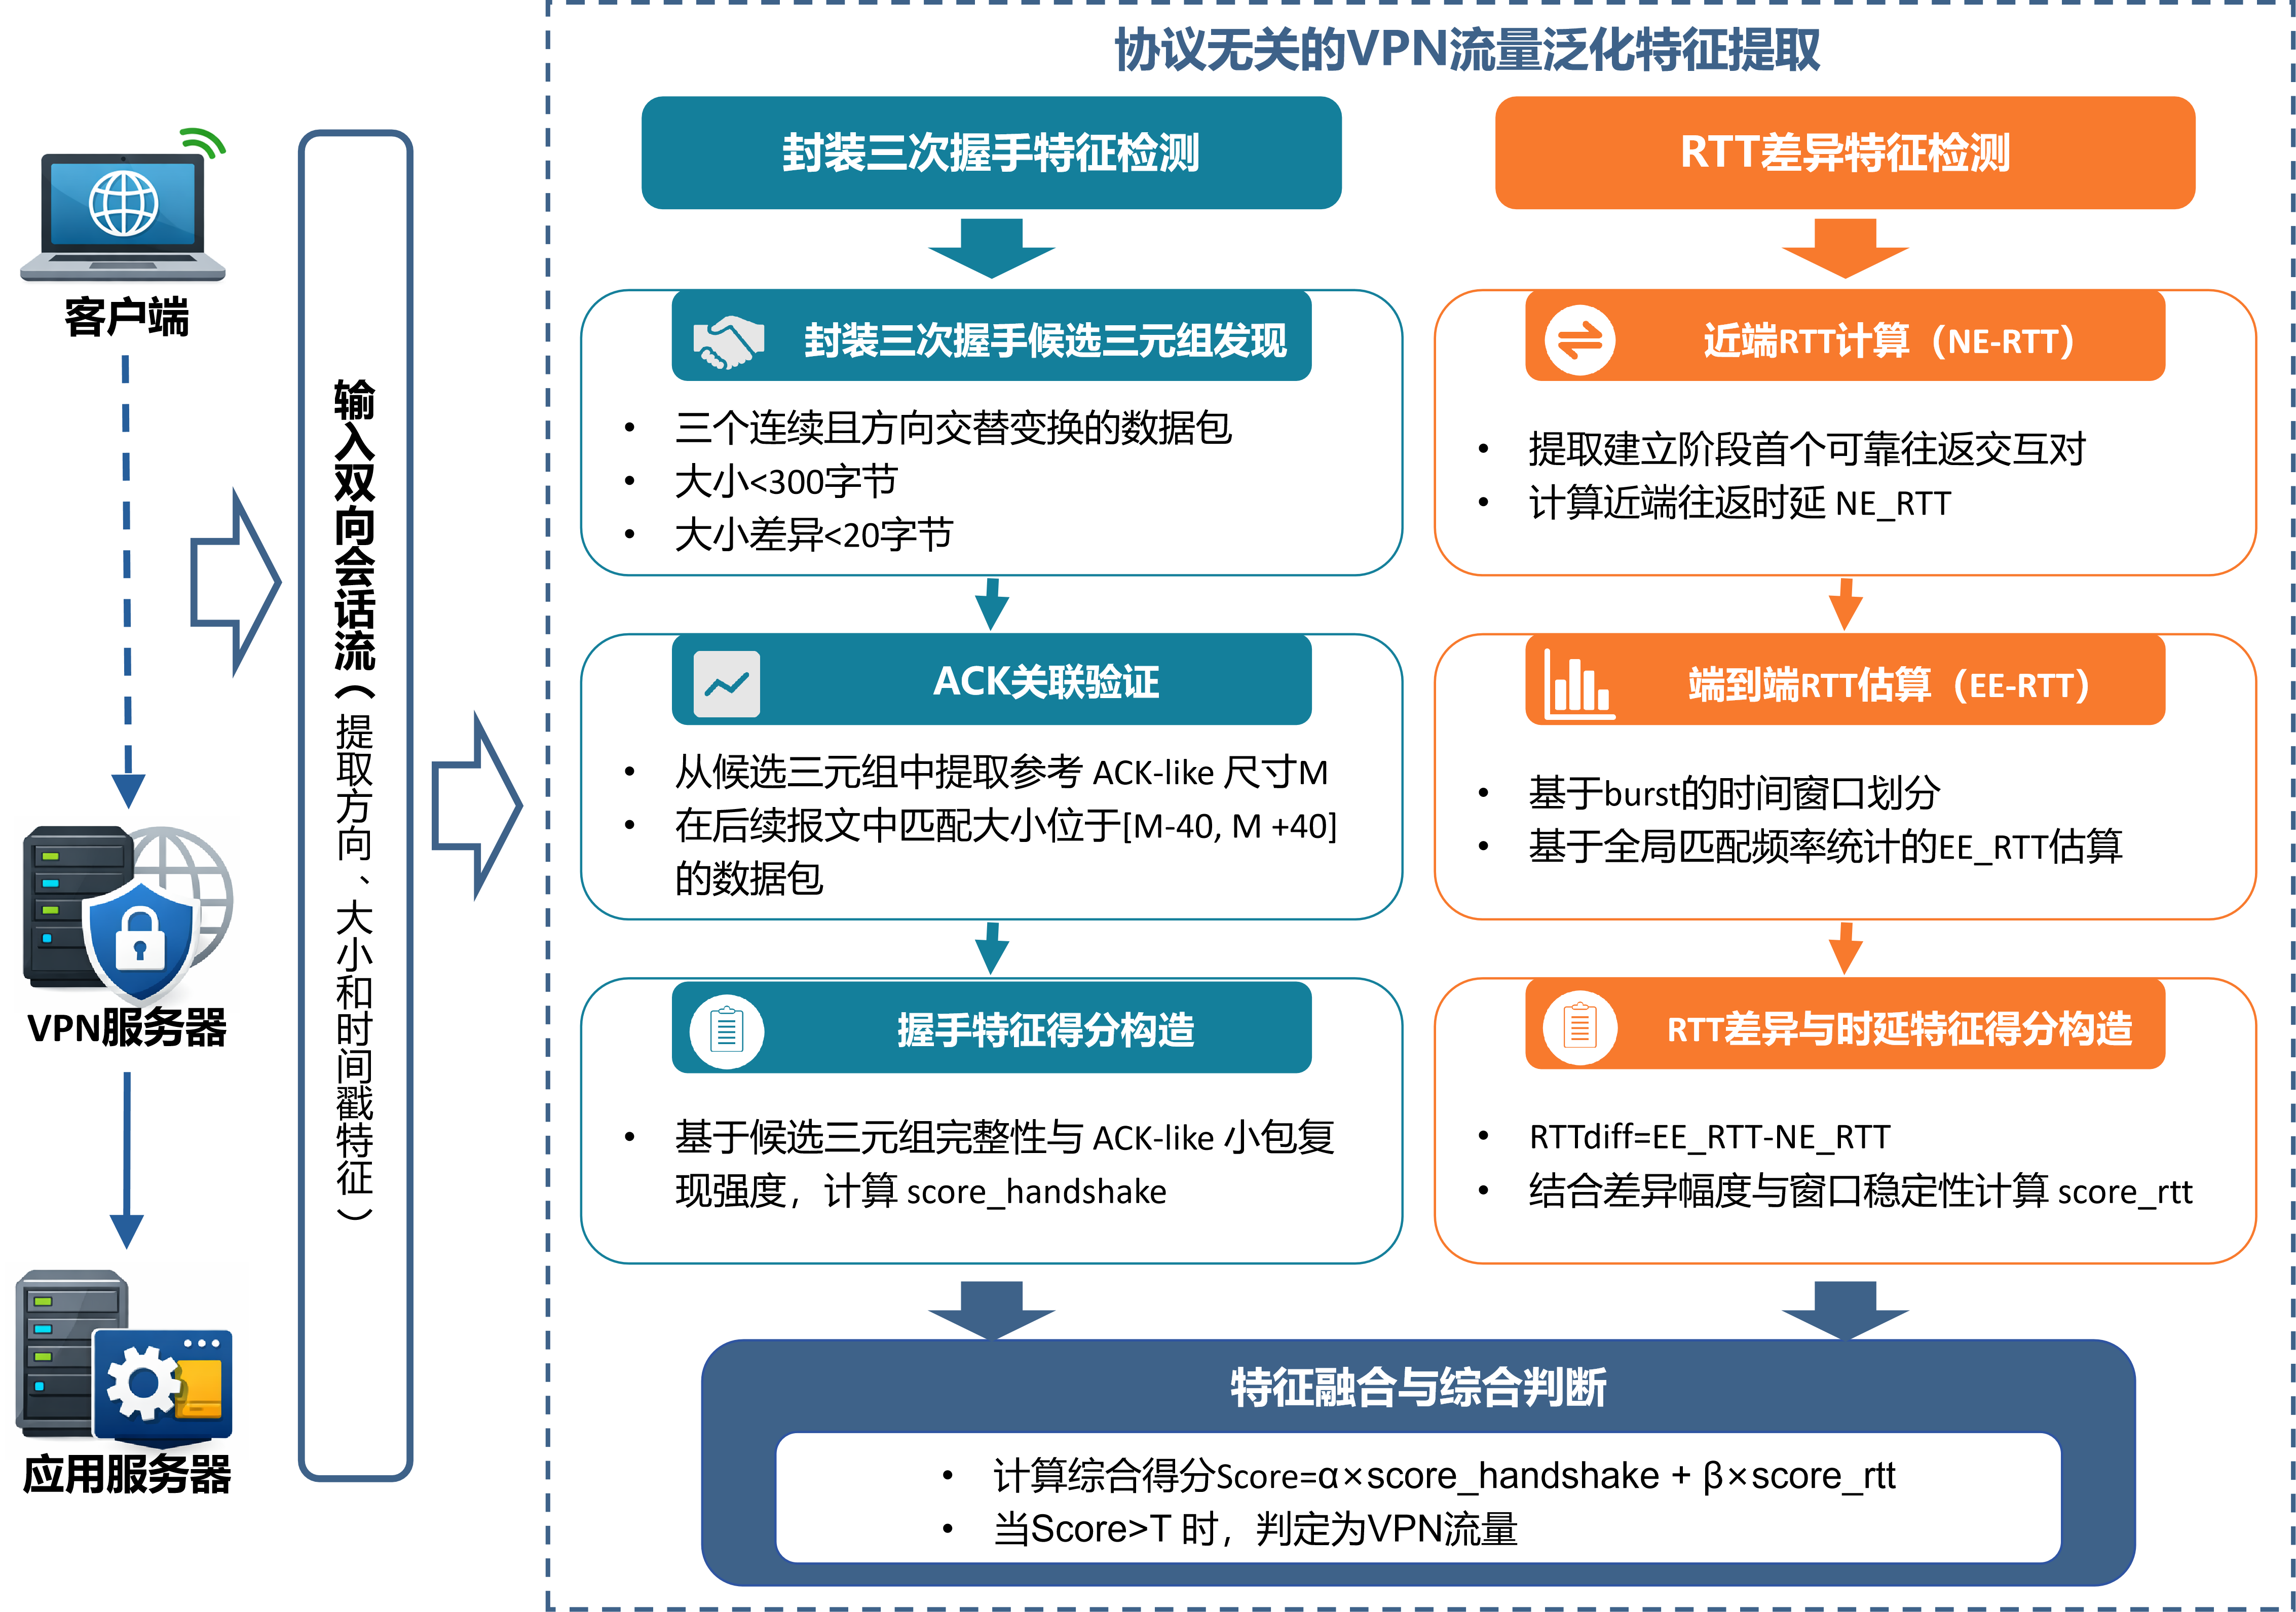 协议无关的VPN流量泛化特征提取
客户端
VPN服务器
应用服务器
输入双向会话流（提取方向、大小和时间戳特征）
封装三次握手特征检测
封装三次握手候选三元组发现
• 三个连续且方向交替变换的数据包
• 大小<300字节
• 大小差异<20字节
ACK关联验证
• 从候选三元组中提取参考 ACK-like 尺寸M
• 在后续报文中匹配大小位于[M-40, M +40]
的数据包
握手特征得分构造
• 基于候选三元组完整性与 ACK-like 小包复
现强度，计算 score_handshake
RTT差异特征检测
近端RTT计算（NE-RTT）
• 提取建立阶段首个可靠往返交互对
• 计算近端往返时延 NE_RTT
端到端RTT估算（EE-RTT）
• 基于burst的时间窗口划分
• 基于全局匹配频率统计的EE_RTT估算
RTT差异与时延特征得分构造
• RTTdiff=EE_RTT-NE_RTT
• 结合差异幅度与窗口稳定性计算 score_rtt
特征融合与综合判断
• 计算综合得分Score=α×score_handshake + β×score_rtt
• 当Score>T 时，判定为VPN流量